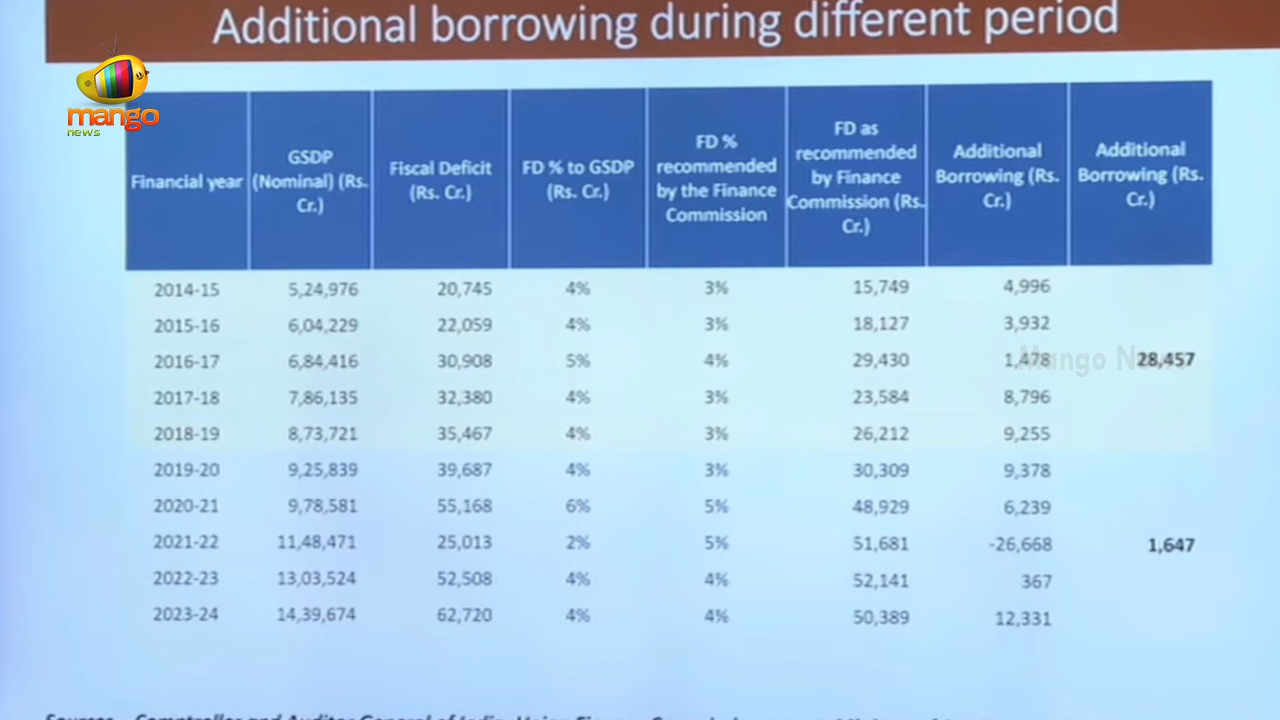 Additional borrowing during different period
mango
news
Financial year
GSDP
(Nominal) (Rs.
Cr.)
Fiscal Deficit
(Rs. Cr.)
FD % to GSDP
(Rs. Cr.)
FD %
recommended
by the Finance
Commission
FD as
recommended
by Finance
Commission (Rs.
Cr.)
Additional
Borrowing (Rs.
Cr.)
Additional
Borrowing (Rs.
Cr.)
2014-15 5,24,976 20,745 4% 3% 15,749 4,996
2015-16 6,04,229 22,059 4% 3% 18,127 3,932
2016-17 6,84,416 30,908 5% 4% 29,430 1,478 28,457
Mango News
2017-18 7,86,135 32,380 4% 3% 23,584 8,796
2018-19 8,73,721 35,467 4% 3% 26,212 9,255
2019-20 9,25,839 39,687 4% 3% 30,309 9,378
2020-21 9,78,581 55,168 6% 5% 48,929 6,239
2021-22 11,48,471 25,013 2% 5% 51,681 -26,668 1,647
2022-23 13,03,524 52,508 4% 4% 52,141 367
2023-24 14,39,674 62,720 4% 4% 50,389 12,331
Sources Comptroller and Auditor General of India